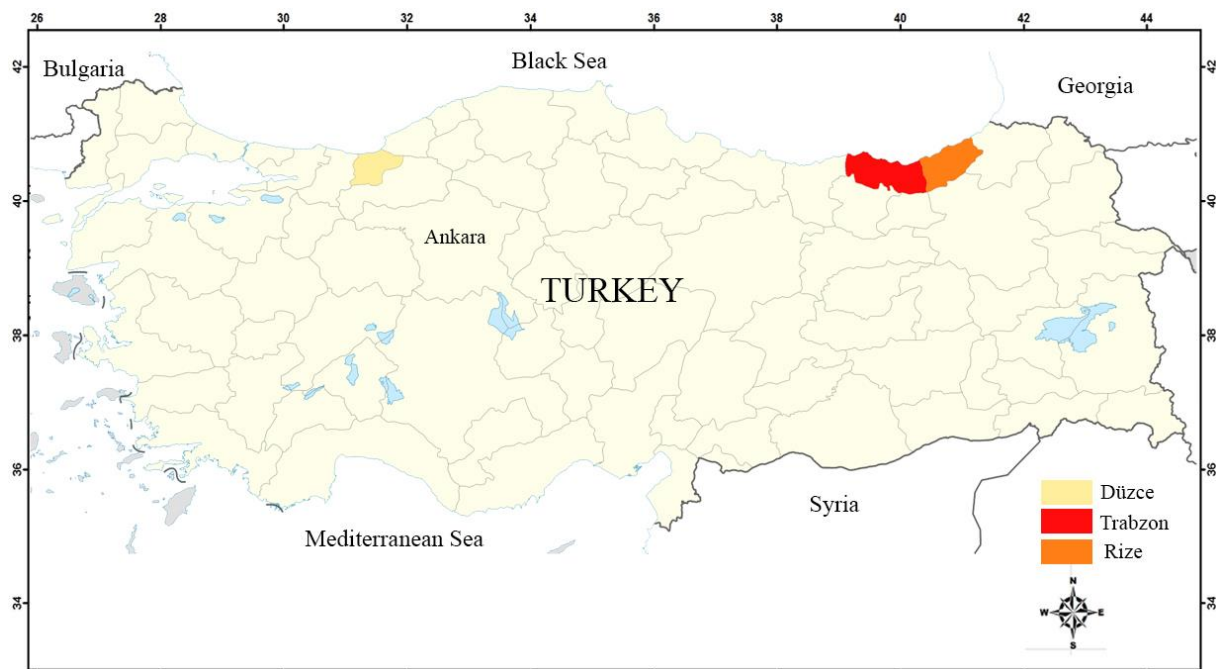 26 28 30 32 34 36 38 40 42 44
42 42
Bulgaria
Black Sea
Georgia
40 40
Ankara
TURKEY
38 38
36 36
Syria
Mediterranean Sea
Düzce
Trabzon
Rize
34 34
N
W E
S